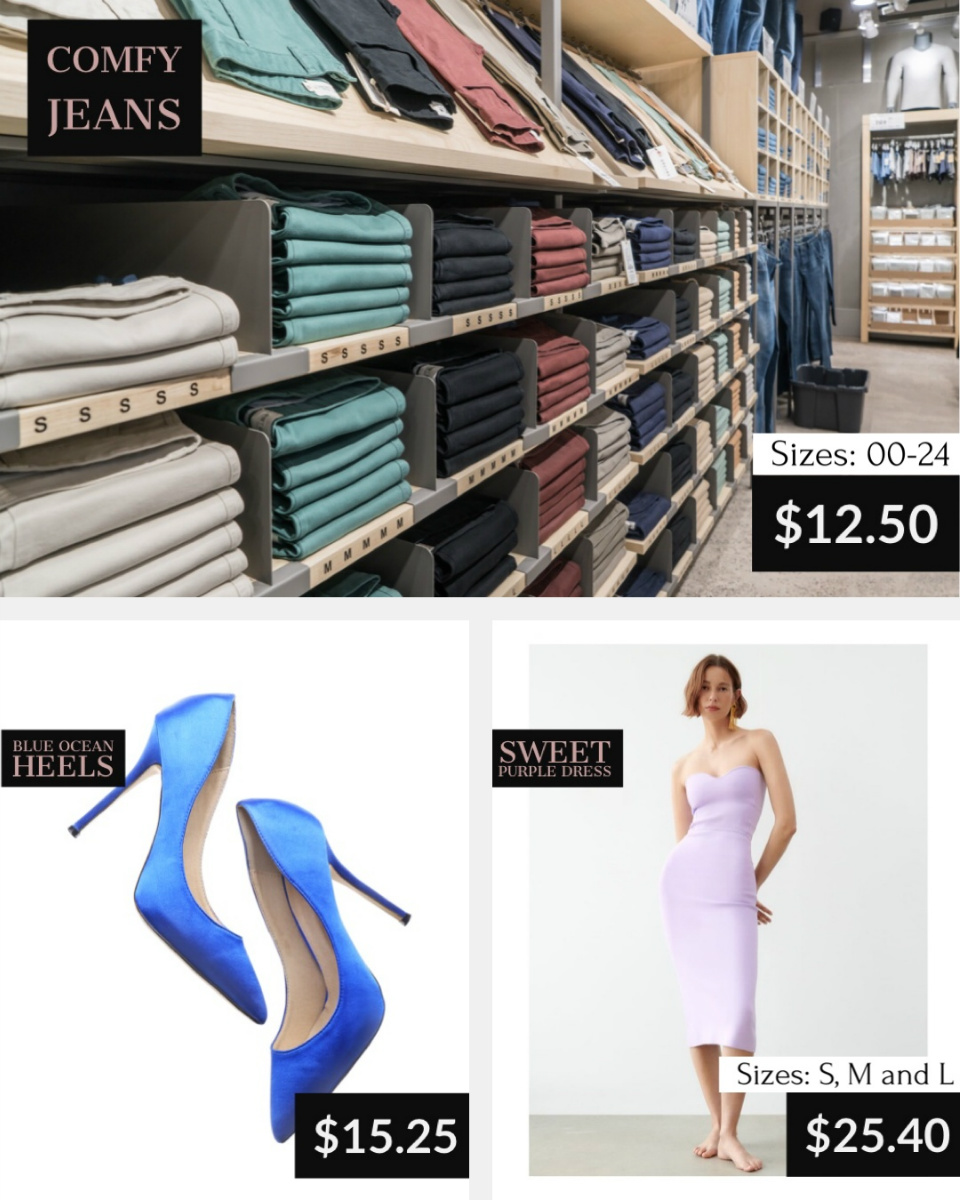 COMFY
JEANS
S S S S S
S S S S S
S S S S S
M M M M
M M M M
Sizes: 00-24
$12.50
BLUE OCEAN
HEELS
SWEET
PURPLE DRESS
$15.25
Sizes: S, M and L
$25.40